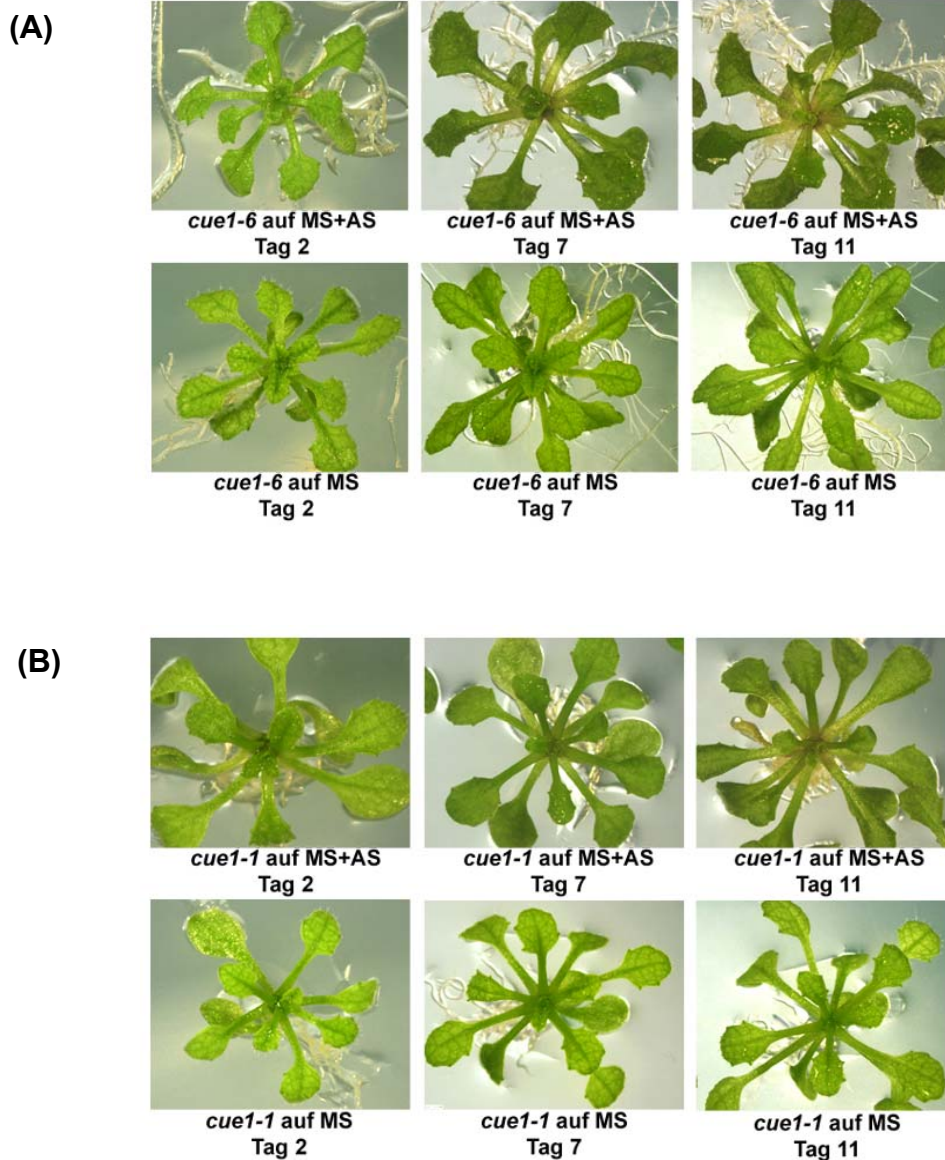 (A)
cue1-6 auf MS+AS
Tag 2
cue1-6 auf MS+AS
Tag 7
cue1-6 auf MS+AS
Tag 11
cue1-6 auf MS
Tag 2
cue1-6 auf MS
Tag 7
cue1-6 auf MS
Tag 11
(B)
cue1-1 auf MS+AS
Tag 2
cue1-1 auf MS+AS
Tag 7
cue1-1 auf MS+AS
Tag 11
cue1-1 auf MS
Tag 2
cue1-1 auf MS
Tag 7
cue1-1 auf MS
Tag 11